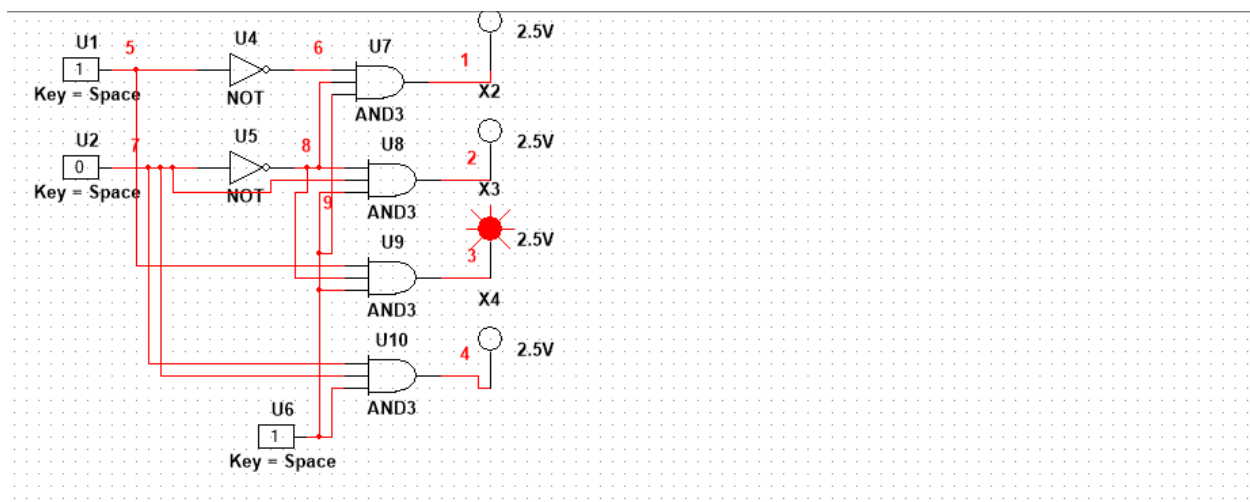 U1
5
1
Key = Space
U4
NOT
6
U7
AND3
1
2.5V
X2
U2
7
0
Key = Space
U5
NOT
8
U8
AND3
2
2.5V
X3
9
U9
AND3
3
2.5V
X4
U10
AND3
4
2.5V
U6
1
Key = Space